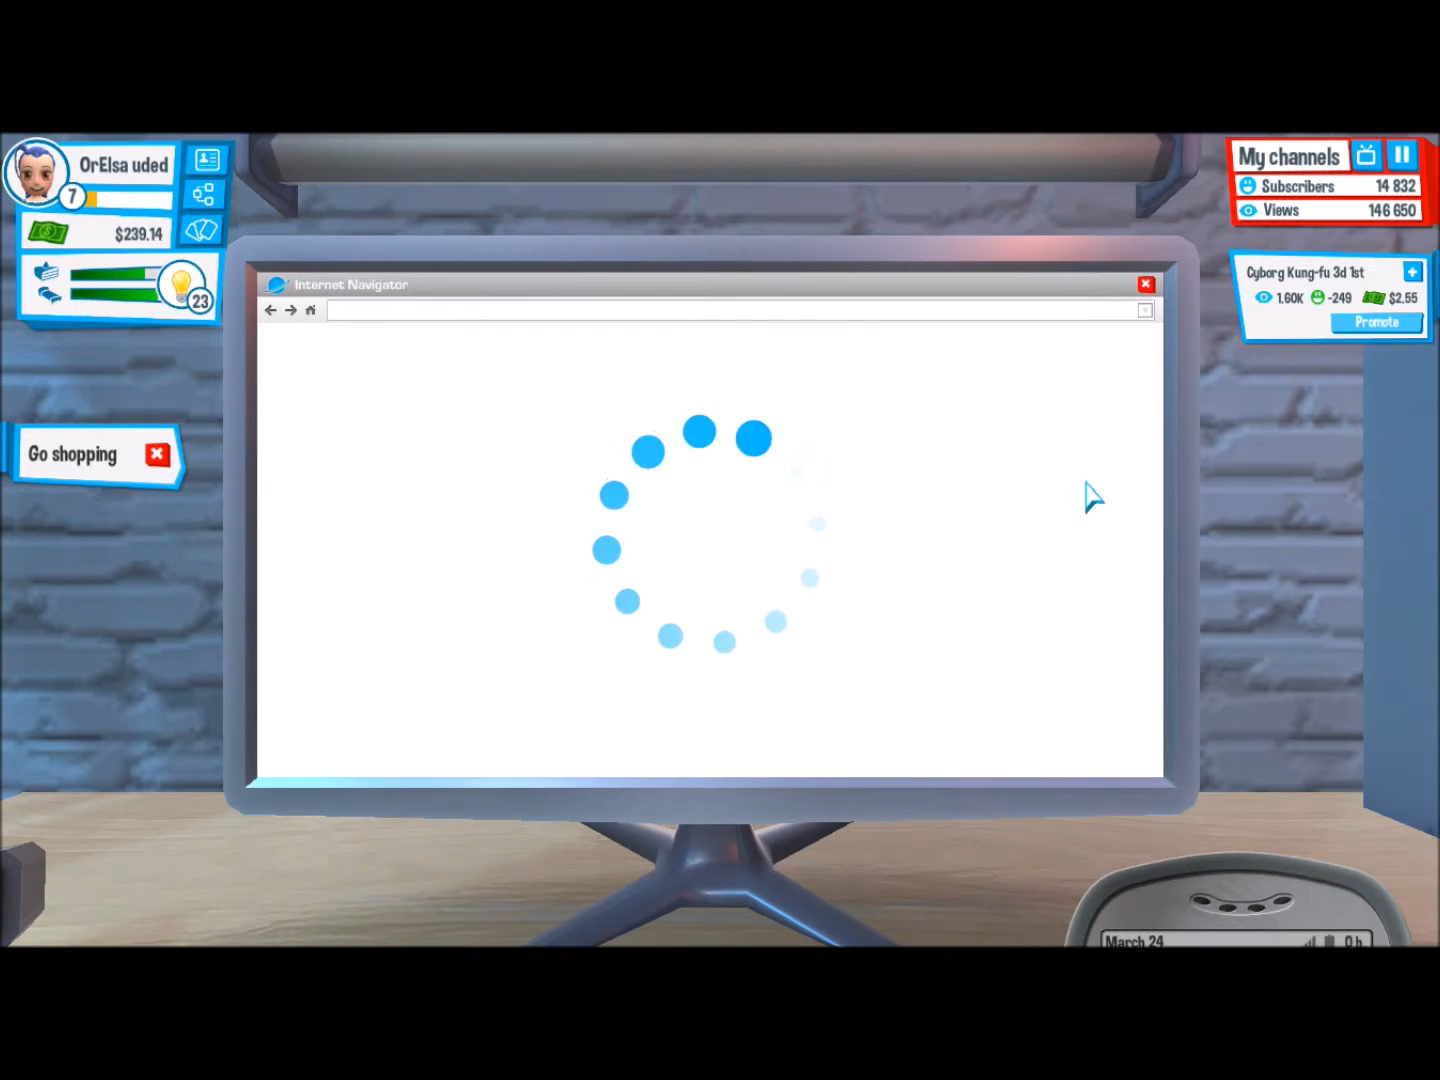 OrElsa uded
7
$239.14
23
Go shopping
Internet Navigator
My channels
Subscribers 14 832
Views 146 650
Cyborg Kung-fu 3d 1st
1.60K -249 $2.55
Promote
March 24 0 h